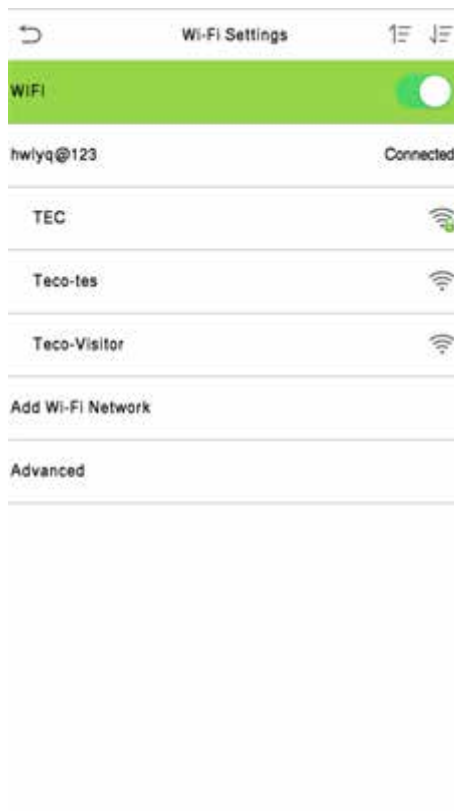 Wi-Fi Settings
WIFI
hwlyq@123 Connected
TEC
Teco-tes
Teco-Visitor
Add Wi-Fi Network
Advanced